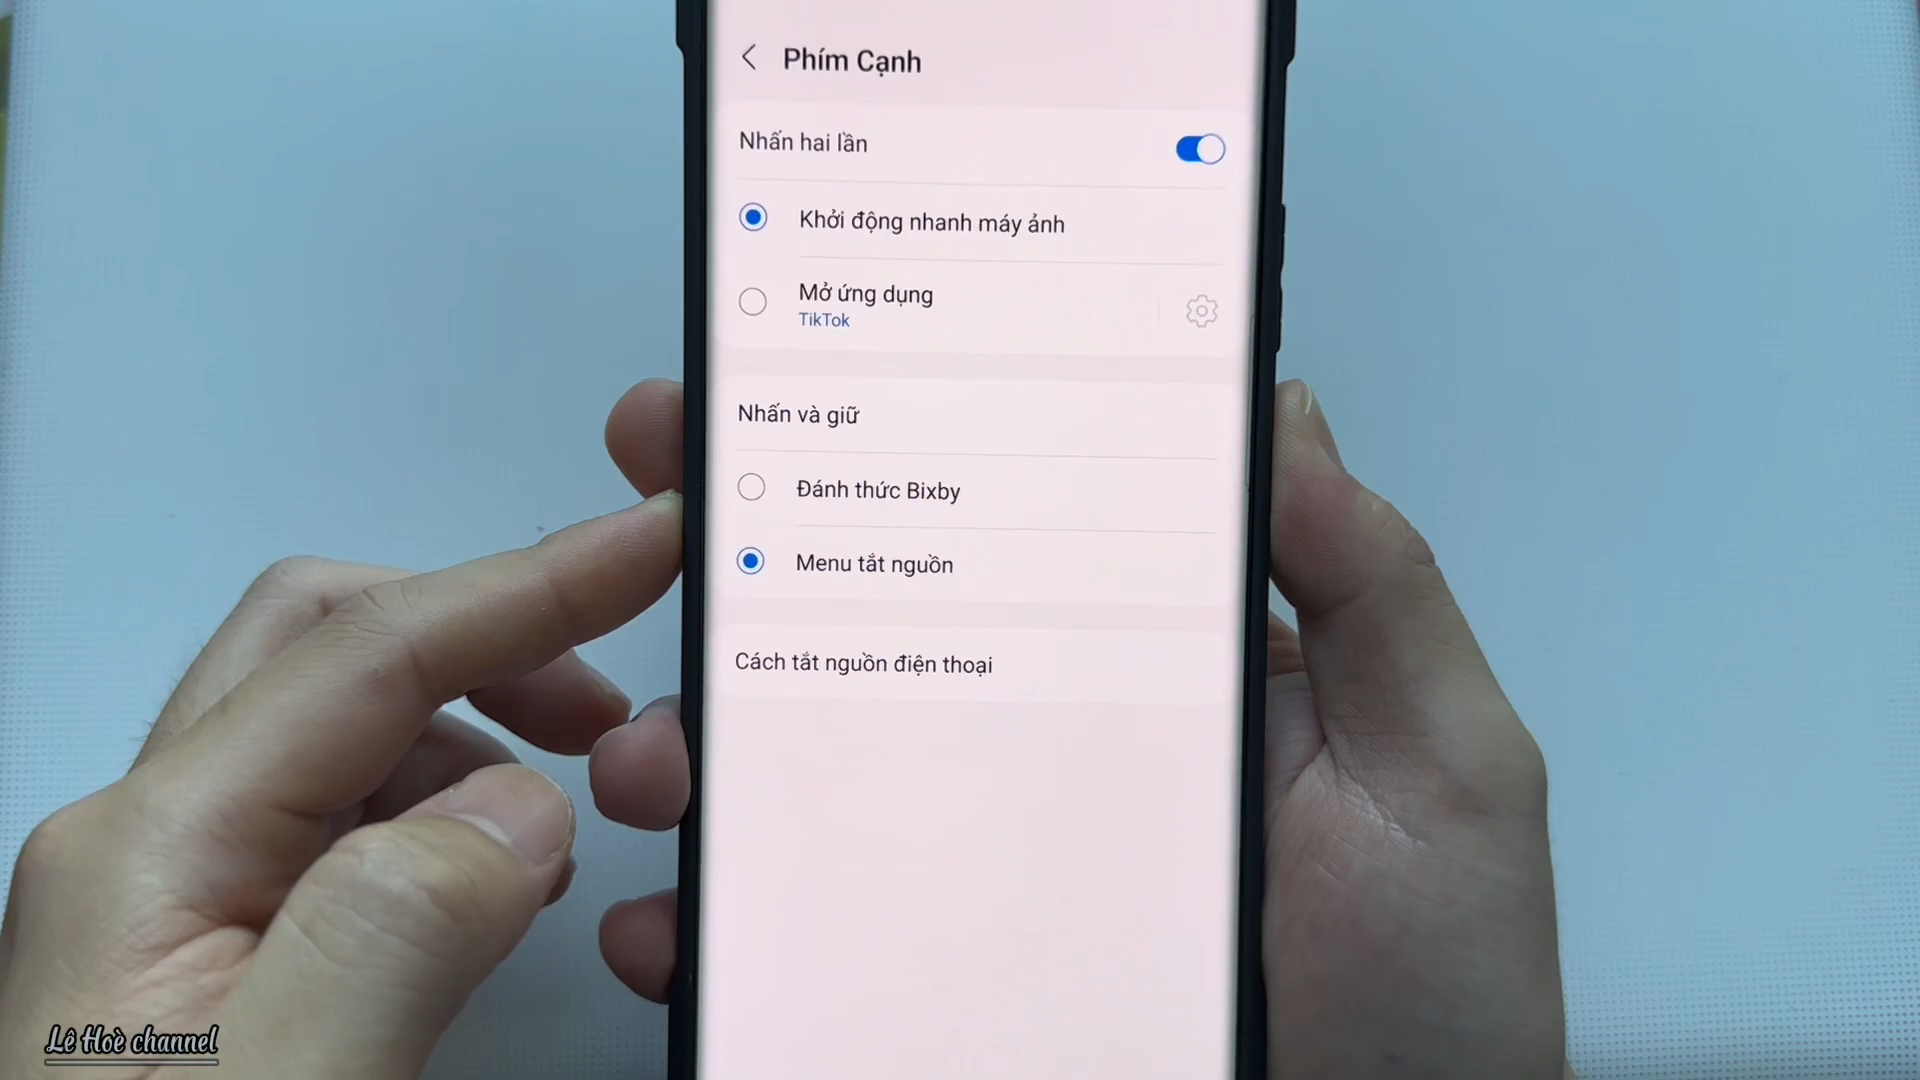 Phím Cạnh
Nhấn hai lần
Khởi động nhanh máy ảnh
Mở ứng dụng
TikTok
Nhấn và giữ
Đánh thức Bixby
Menu tắt nguồn
Cách tắt nguồn điện thoại
Lê Hoè channel